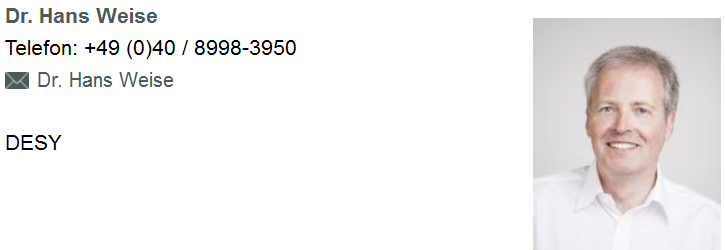 Dr. Hans Weise
Telefon: +49 (0)40 / 8998-3950
Dr. Hans Weise
DESY